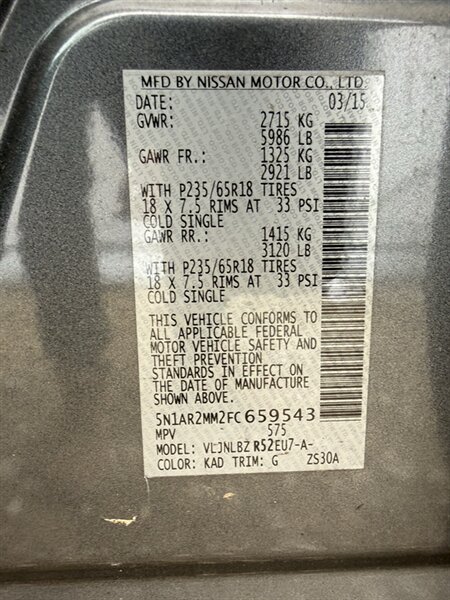 MFD BY NISSAN MOTOR CO., LTD
DATE: 03/15
GVWR: 2715 KG
5986 LB
GAWR FR.: 1325 KG
2921 LB
WITH P235/65R18 TIRES
18 X 7.5 RIMS AT 33 PSI
COLD SINGLE
GAWR RR.: 1415 KG
3120 LB
WITH P235/65R18 TIRES
18 X 7.5 RIMS AT 33 PSI
COLD SINGLE
THIS VEHICLE CONFORMS TO
ALL APPLICABLE FEDERAL
MOTOR VEHICLE SAFETY AND
THEFT PREVENTION
STANDARDS IN EFFECT ON
THE DATE OF MANUFACTURE
SHOWN ABOVE.
5N1AR2MM2FC 659543
MPV 575
MODEL: VLJNLBZ R52EU7-A-
COLOR: KAD TRIM: G ZS30A